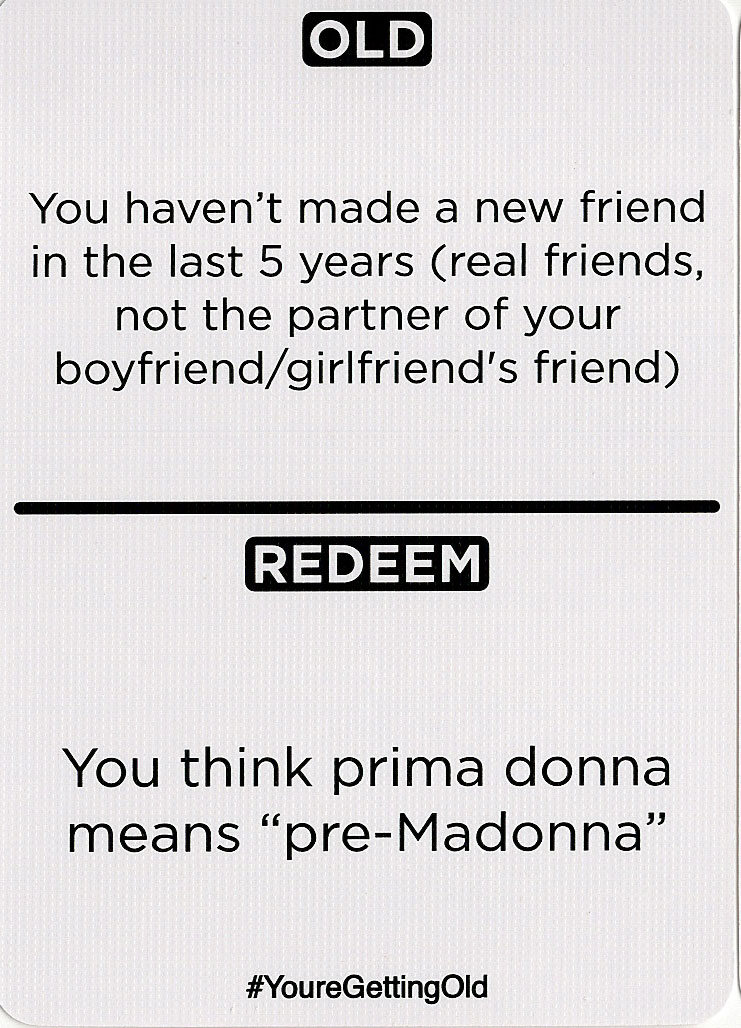 OLD
You haven’t made a new friend
in the last 5 years (real friends,
not the partner of your
boyfriend/girlfriend's friend)
REDEEM
You think prima donna
means “pre-Madonna”
#YoureGettingOld